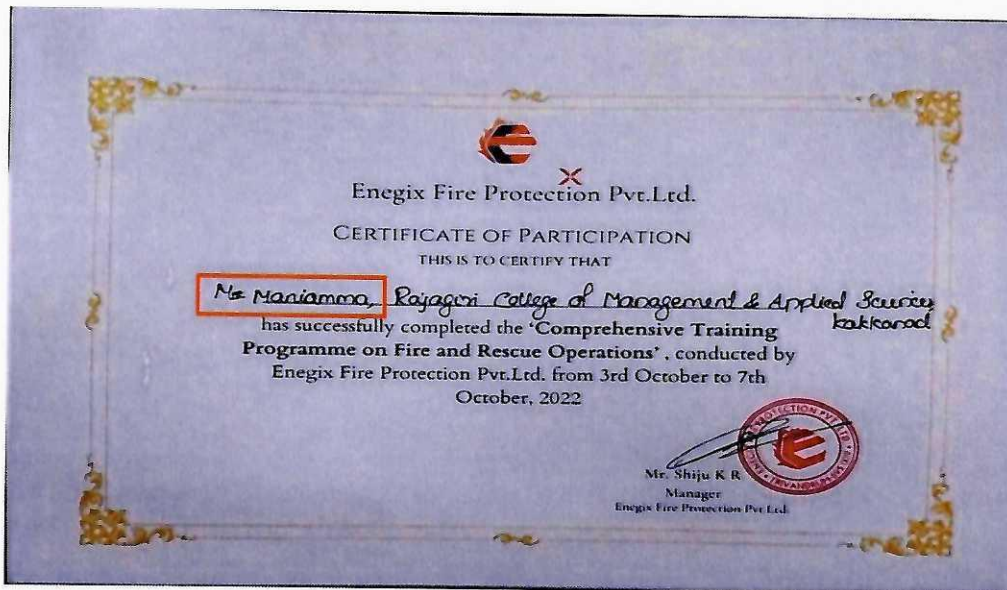 Enegix Fire Protection Pvt.Ltd.
CERTIFICATE OF PARTICIPATION
THIS IS TO CERTIFY THAT
Ms Maniamma, Rajagiri College of Management & Applied Sciences
kakkanad
has successfully completed the ‘Comprehensive Training
Programme on Fire and Rescue Operations’ , conducted by
Enegix Fire Protection Pvt.Ltd. from 3rd October to 7th
October, 2022
Mr. Shiju K R
Manager
Enegix Fire Protection Pvt.Ltd.